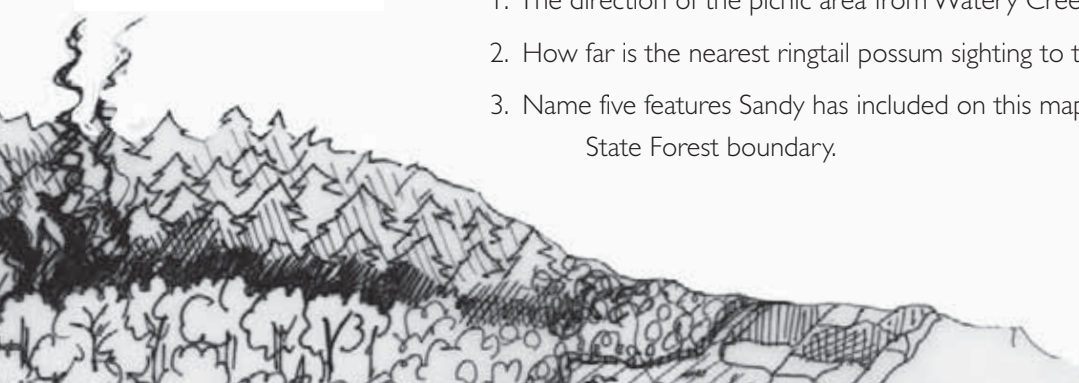 1. The direction of the picnic area from Watery Cree
2. How far is the nearest ringtail possum sighting to t
3. Name five features Sandy has included on this map
State Forest boundary.